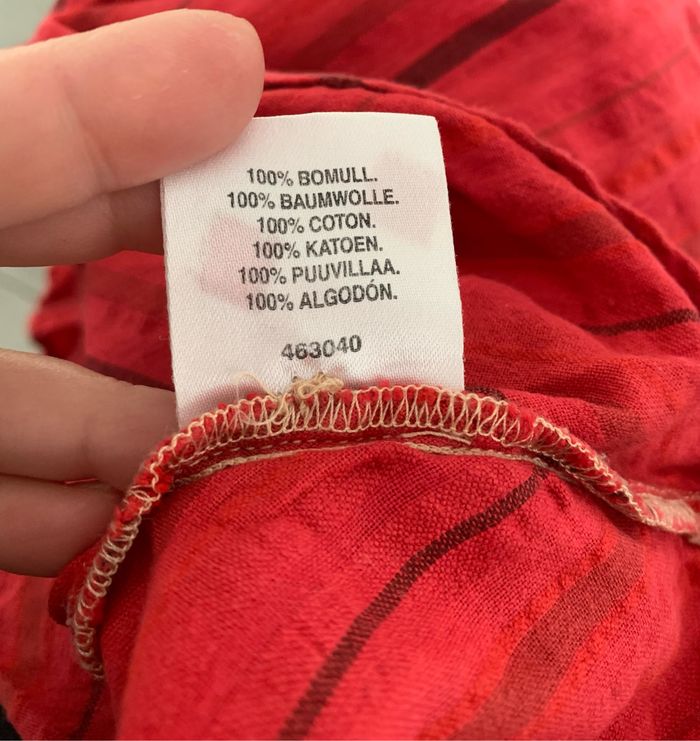 100% BOMULL.
100% BAUMWOLLE.
100% COTON.
100% KATOEN.
100% PUUVILLAA.
100% ALGODÓN.
463040